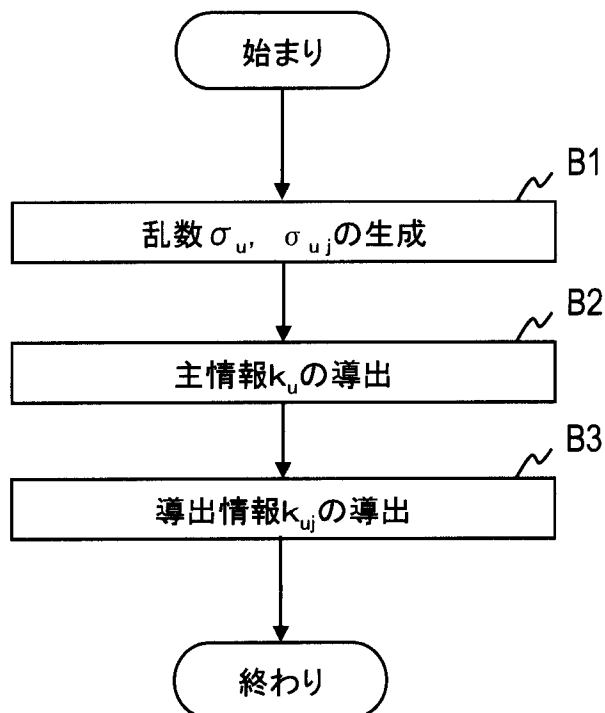 始まり
B1
乱数σu, σujの生成
B2
主情報kuの導出
B3
導出情報kujの導出
終わり